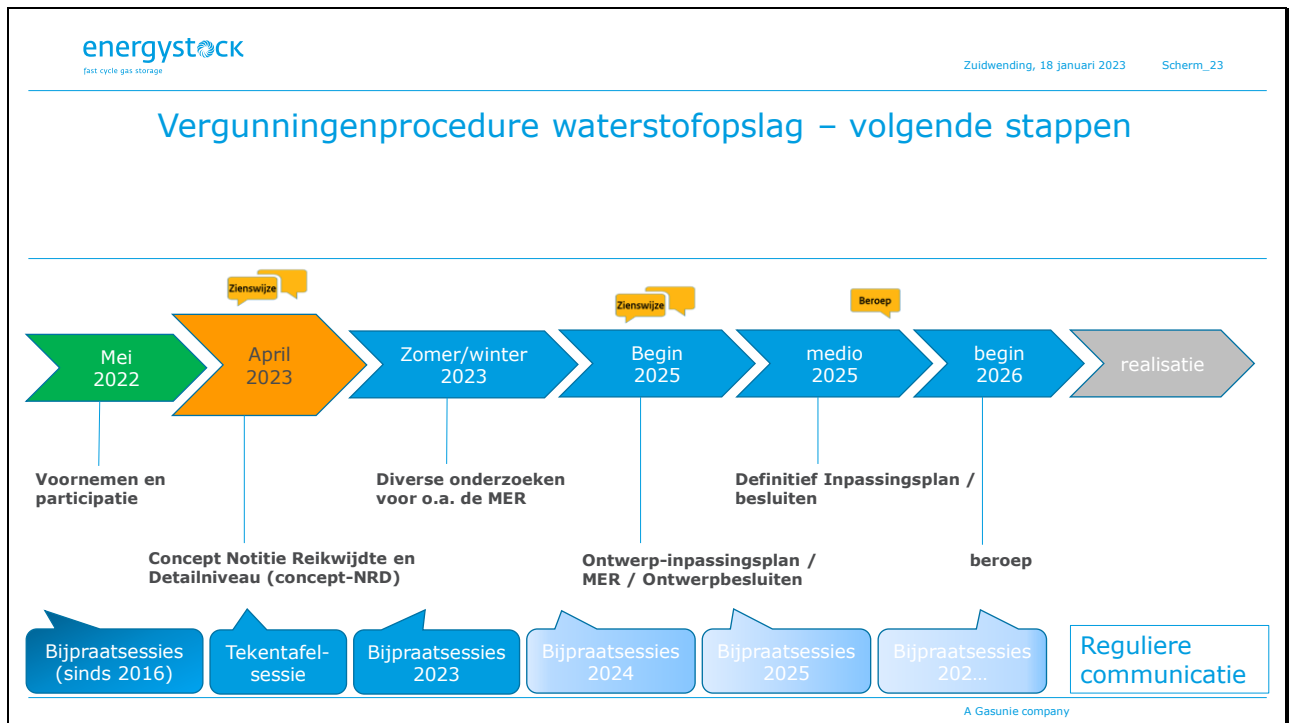 energystock
fast cycle gas storage
Zuidwending, 18 januari 2023 Scherm_23
Vergunningenprocedure waterstofopslag – volgende stappen
Zienswijze
Zienswijze
Beroep
Mei
2022
April
2023
Zomer/winter
2023
Begin
2025
medio
2025
begin
2026
realisatie
Voornemen en
participatie
Diverse onderzoeken
voor o.a. de MER
Definitief Inpassingsplan /
besluiten
Concept Notitie Reikwijdte en
Detailniveau (concept-NRD)
Ontwerp-inpassingsplan /
MER / Ontwerpbesluiten
beroep
Bijpraatsessies
(sinds 2016)
Tekentafel-
sessie
Bijpraatsessies
2023
Bijpraatsessies
2024
Bijpraatsessies
2025
Bijpraatsessies
202...
Reguliere
communicatie
A Gasunie company